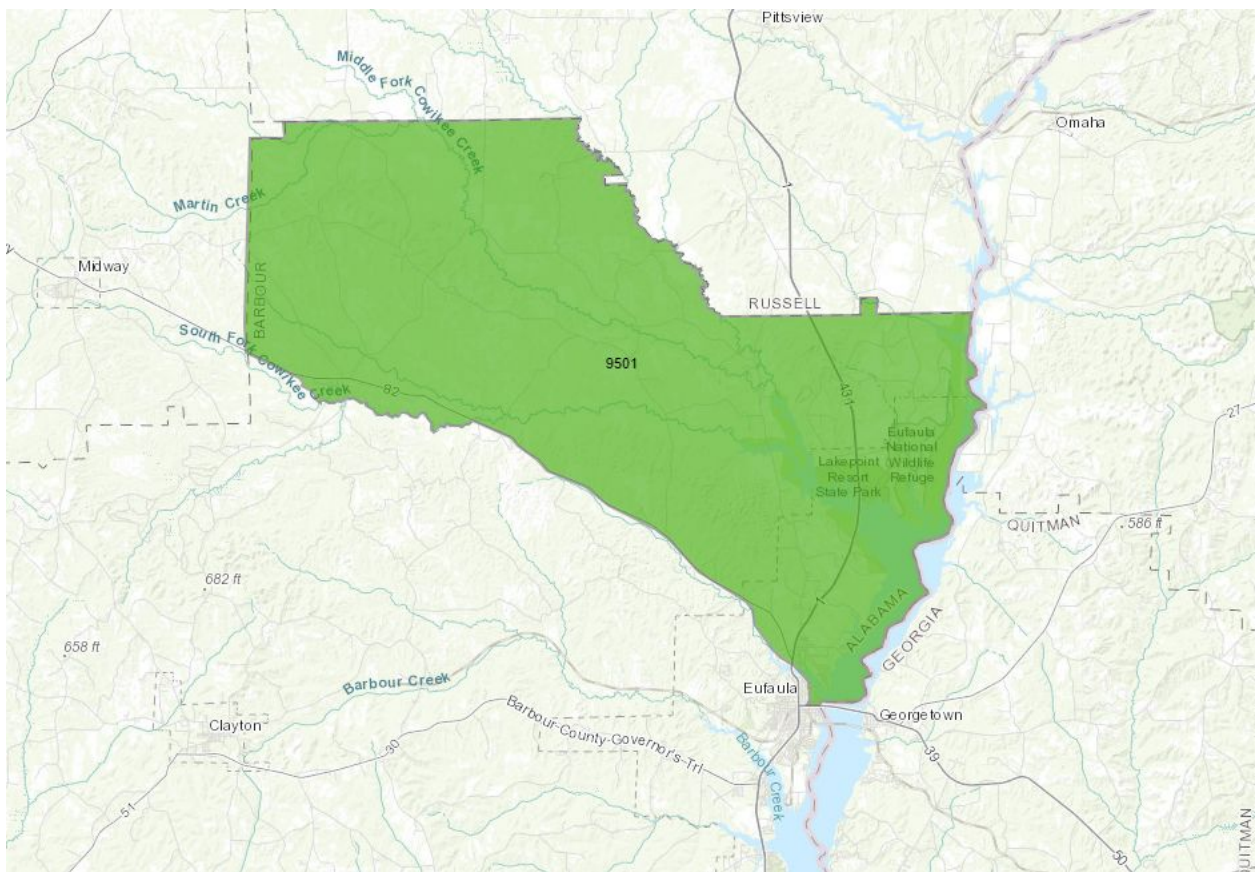 Pittsview
Middle Fork Cowikee Creek
Omaha
1
Martin Creek
Midway
BARBOUR
RUSSELL
South Fork Cowikee Creek
9501
82
431
27
Eufaula
National
Wildlife
Refuge
Lakepoint
Resort
State Park
QUITMAN
586 ft
682 ft
1
ALABAMA
GEORGIA
658 ft
Barbour Creek
Eufaula
Georgetown
Clayton
30
Barbour-County-Governor's-Trl
Barbour Creek
39
51
50
QUITMAN